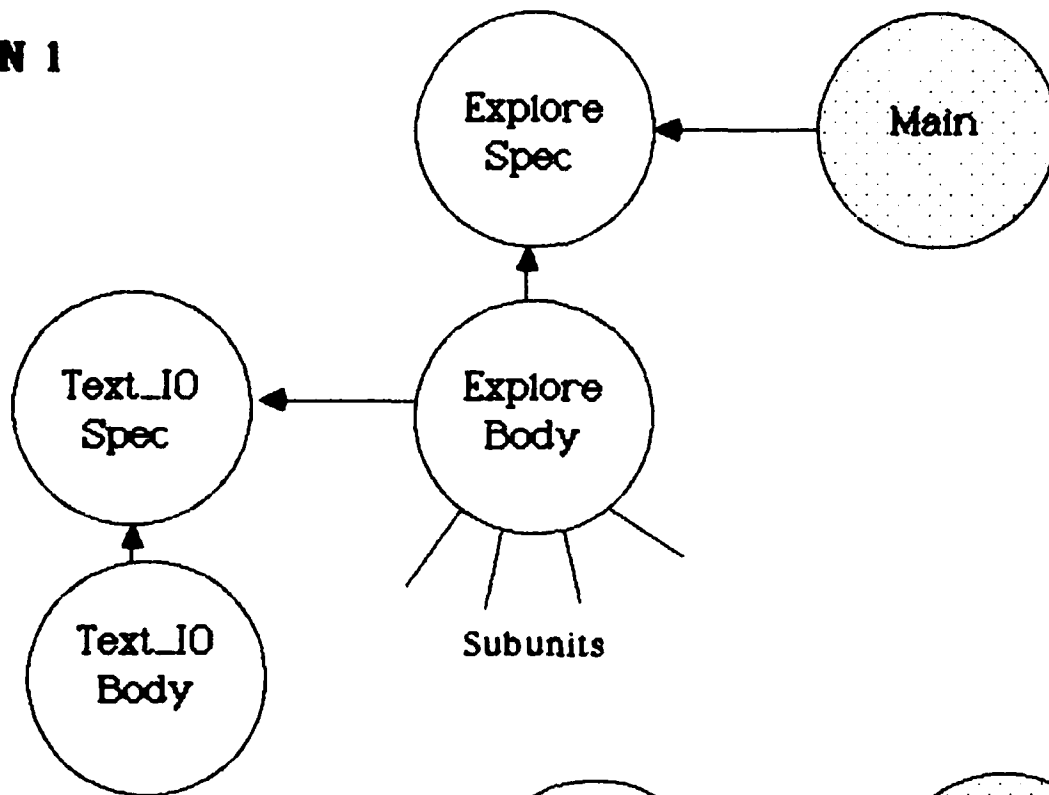 N 1
Explore
Spec
Main
Text_IO
Spec
Explore
Body
Text_IO
Body
Subunits